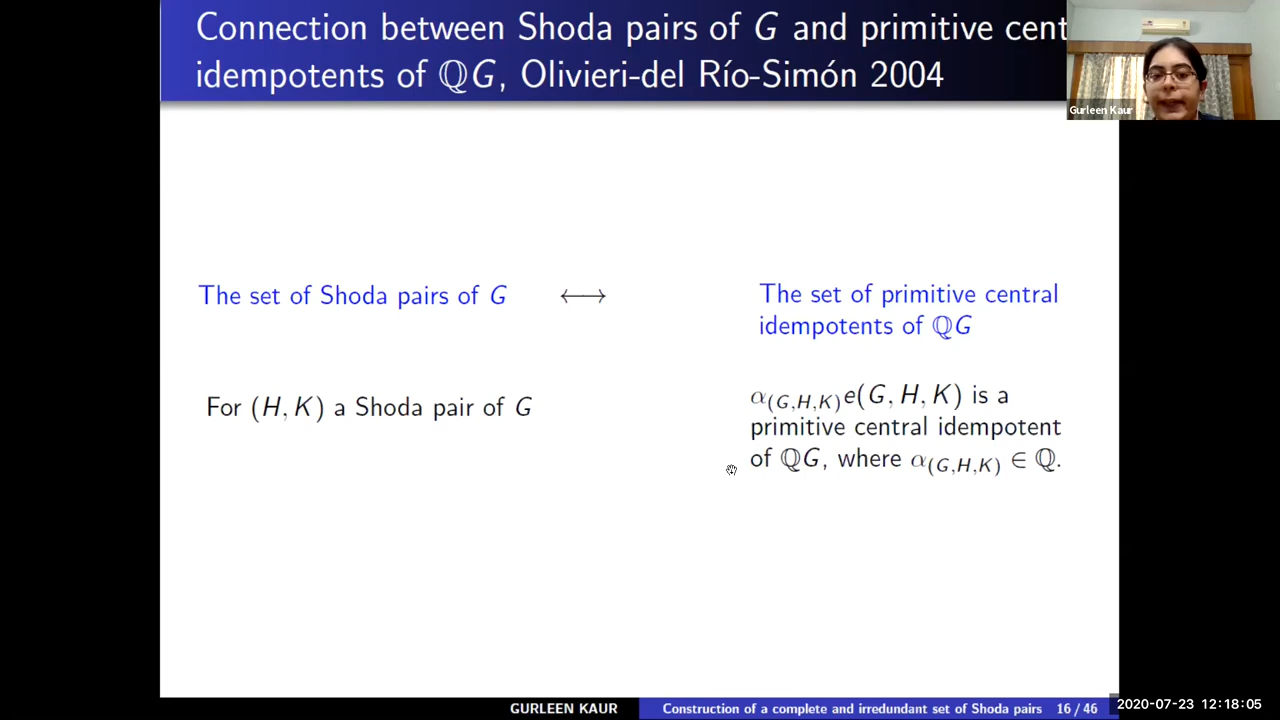 Connection between Shoda pairs of G and primitive cent
idempotents of ℚG, Olivieri-del Río-Simón 2004
Gurleen Kaur
The set of Shoda pairs of G ⟷ The set of primitive central
idempotents of ℚG
For (H, K) a Shoda pair of G
α(G,H,K)e(G, H, K) is a
primitive central idempotent
of ℚG, where α(G,H,K) ∈ ℚ.
GURLEEN KAUR Construction of a complete and irredundant set of Shoda pairs 16 / 46
2020-07-23 12:18:05